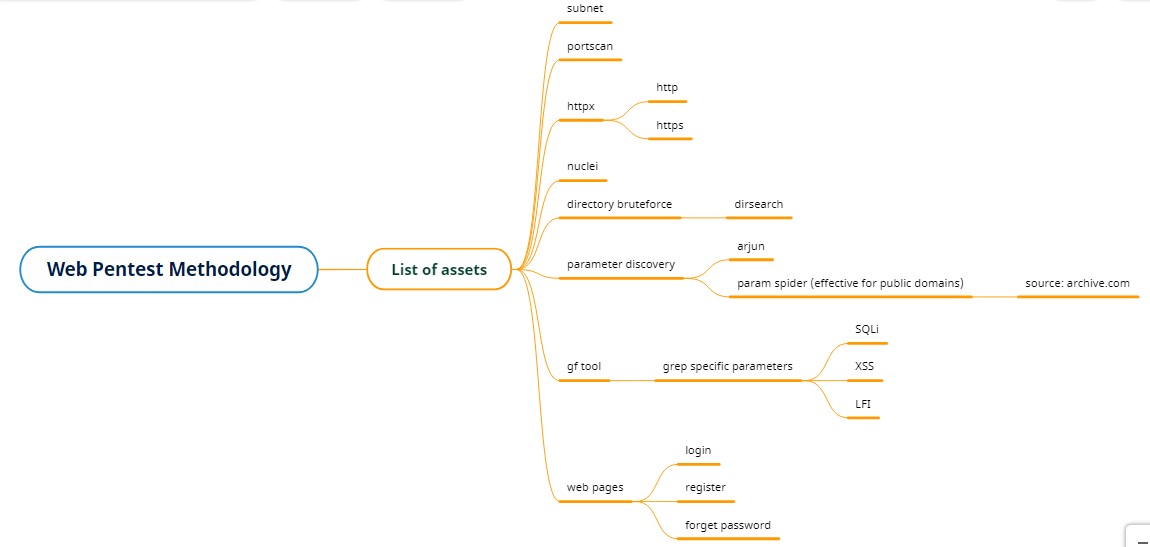 Web Pentest Methodology
List of assets
subnet
portscan
httpx
http
https
nuclei
directory bruteforce
dirsearch
parameter discovery
arjun
param spider (effective for public domains)
source: archive.com
gf tool
grep specific parameters
SQLi
XSS
LFI
web pages
login
register
forget password